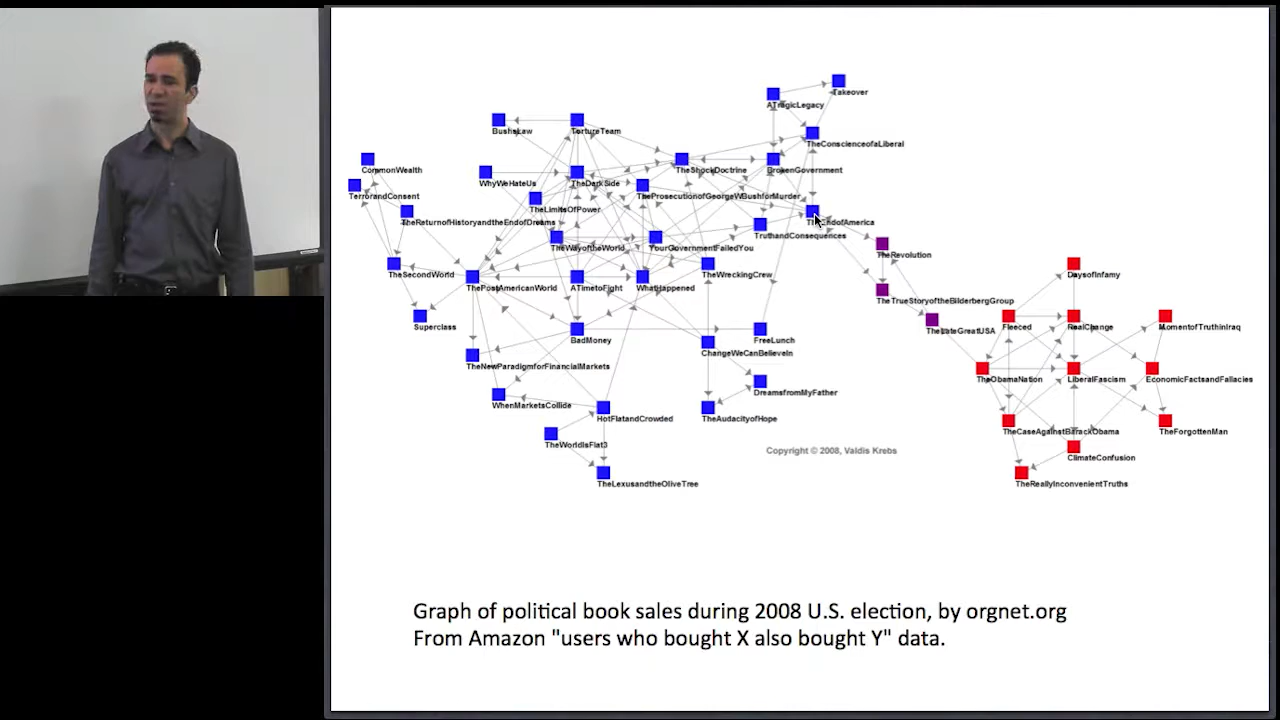 Takeover
ATragicLegacy
BushsLaw
TortureTeam
TheConscienceofaLiberal
CommonWealth
TheShockDoctrine
BrokenGovernment
WhyWeHateUs
TheDarkSide
TerrorandConsent
TheProsecutionofGeorgeWBushforMurder
TheLimitsOfPower
TheReturnofHistoryandtheEndofDreams
TheEndofAmerica
TruthandConsequences
TheWayoftheWorld
YourGovernmentFailedYou
TheRevolution
TheSecondWorld
TheWreckingCrew
DaysofInfamy
ThePostAmericanWorld
ATimetoFight
WhatHappened
TheTrueStoryoftheBilderbergGroup
Superclass
TheLateGreatUSA
Fleeced
RealChange
MomentofTruthinIraq
BadMoney
FreeLunch
ChangeWeCanBelieveIn
TheNewParadigmforFinancialMarkets
TheObamaNation
LiberalFascism
EconomicFactsandFallacies
DreamsfromMyFather
WhenMarketsCollide
HotFlatandCrowded
TheAudacityofHope
TheCaseAgainstBarackObama
TheForgottenMan
TheWorldIsFlat3
Copyright © 2008, Valdis Krebs
ClimateConfusion
TheLexusandtheOliveTree
TheReallyInconvenientTruths
Graph of political book sales during 2008 U.S. election, by orgnet.org
From Amazon "users who bought X also bought Y" data.